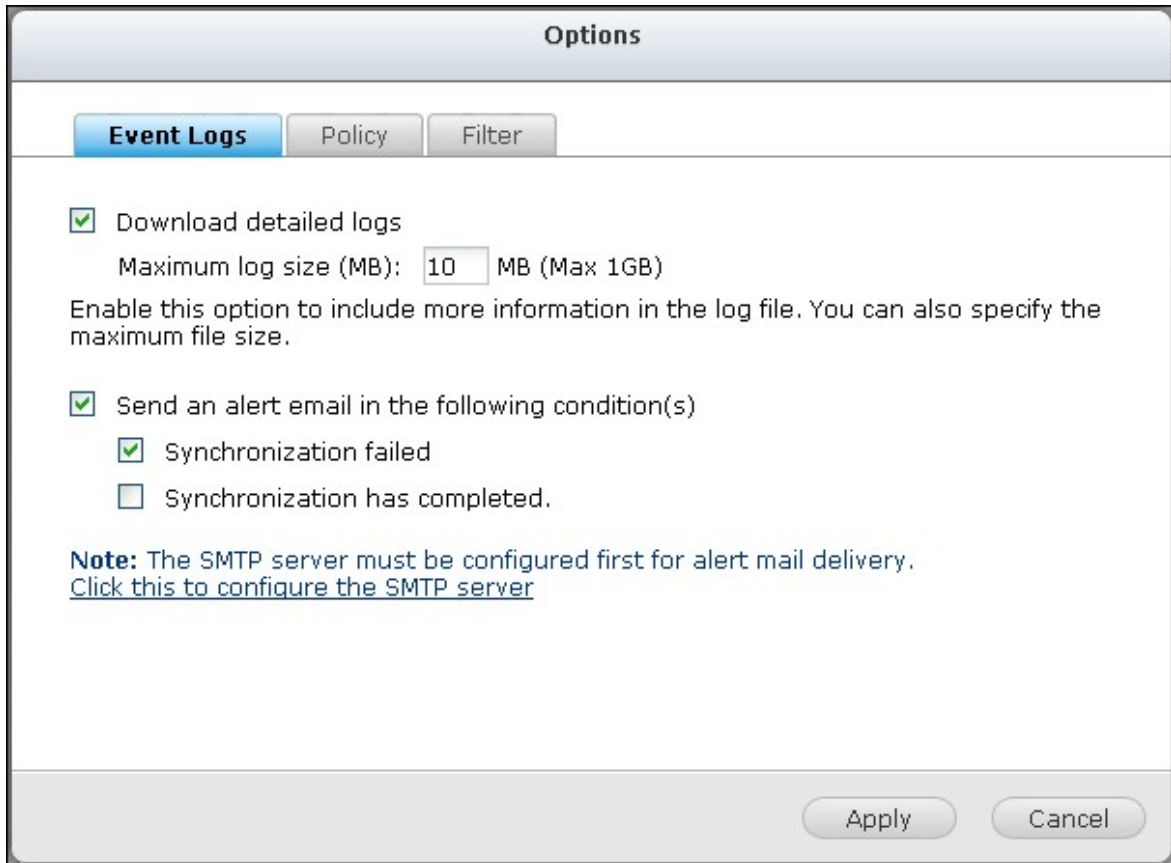 Options
Event Logs Policy Filter
Download detailed logs
Maximum log size (MB): 10 MB (Max 1GB)
Enable this option to include more information in the log file. You can also specify the
maximum file size.
Send an alert email in the following condition(s)
Synchronization failed
Synchronization has completed.
Note: The SMTP server must be configured first for alert mail delivery.
Click this to configure the SMTP server
Apply Cancel